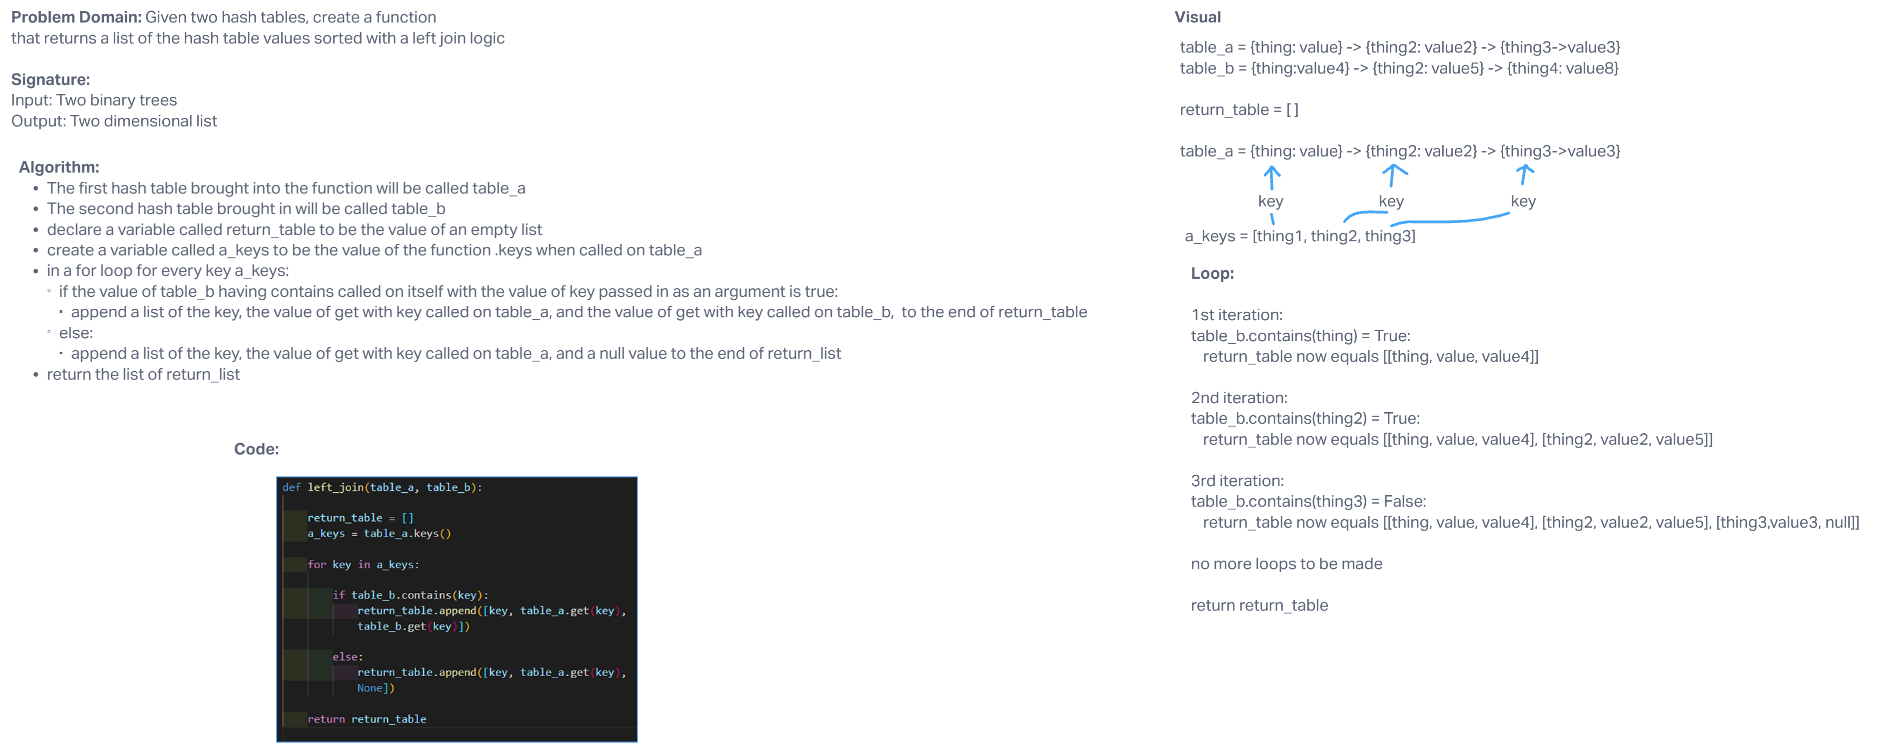 Problem Domain: Given two hash tables, create a function
that returns a list of the hash table values sorted with a left join logic
Signature:
Input: Two binary trees
Output: Two dimensional list
Algorithm:
• The first hash table brought into the function will be called table_a
• The second hash table brought in will be called table_b
• declare a variable called return_table to be the value of an empty list
• create a variable called a_keys to be the value of the function .keys when called on table_a
• in a for loop for every key a_keys:
◦ if the value of table_b having contains called on itself with the value of key passed in as an argument is true:
▪ append a list of the key, the value of get with key called on table_a, and the value of get with key called on table_b,  to the end of return_table
◦ else:
▪ append a list of the key, the value of get with key called on table_a, and a null value to the end of return_list
• return the list of return_list
Code:
def left_join(table_a, table_b):
return_table = []
a_keys = table_a.keys()
for key in a_keys:
if table_b.contains(key):
return_table.append([key, table_a.get(key),
table_b.get(key)])
else:
return_table.append([key, table_a.get(key),
None])
return return_table
Visual
table_a = {thing: value} -> {thing2: value2} -> {thing3->value3}
table_b = {thing:value4} -> {thing2: value5} -> {thing4: value8}
return_table = [ ]
table_a = {thing: value} -> {thing2: value2} -> {thing3->value3}
key key key
a_keys = [thing1, thing2, thing3]
Loop:
1st iteration:
table_b.contains(thing) = True:
return_table now equals [[thing, value, value4]]
2nd iteration:
table_b.contains(thing2) = True:
return_table now equals [[thing, value, value4], [thing2, value2, value5]]
3rd iteration:
table_b.contains(thing3) = False:
return_table now equals [[thing, value, value4], [thing2, value2, value5], [thing3,value3, null]]
no more loops to be made
return return_table